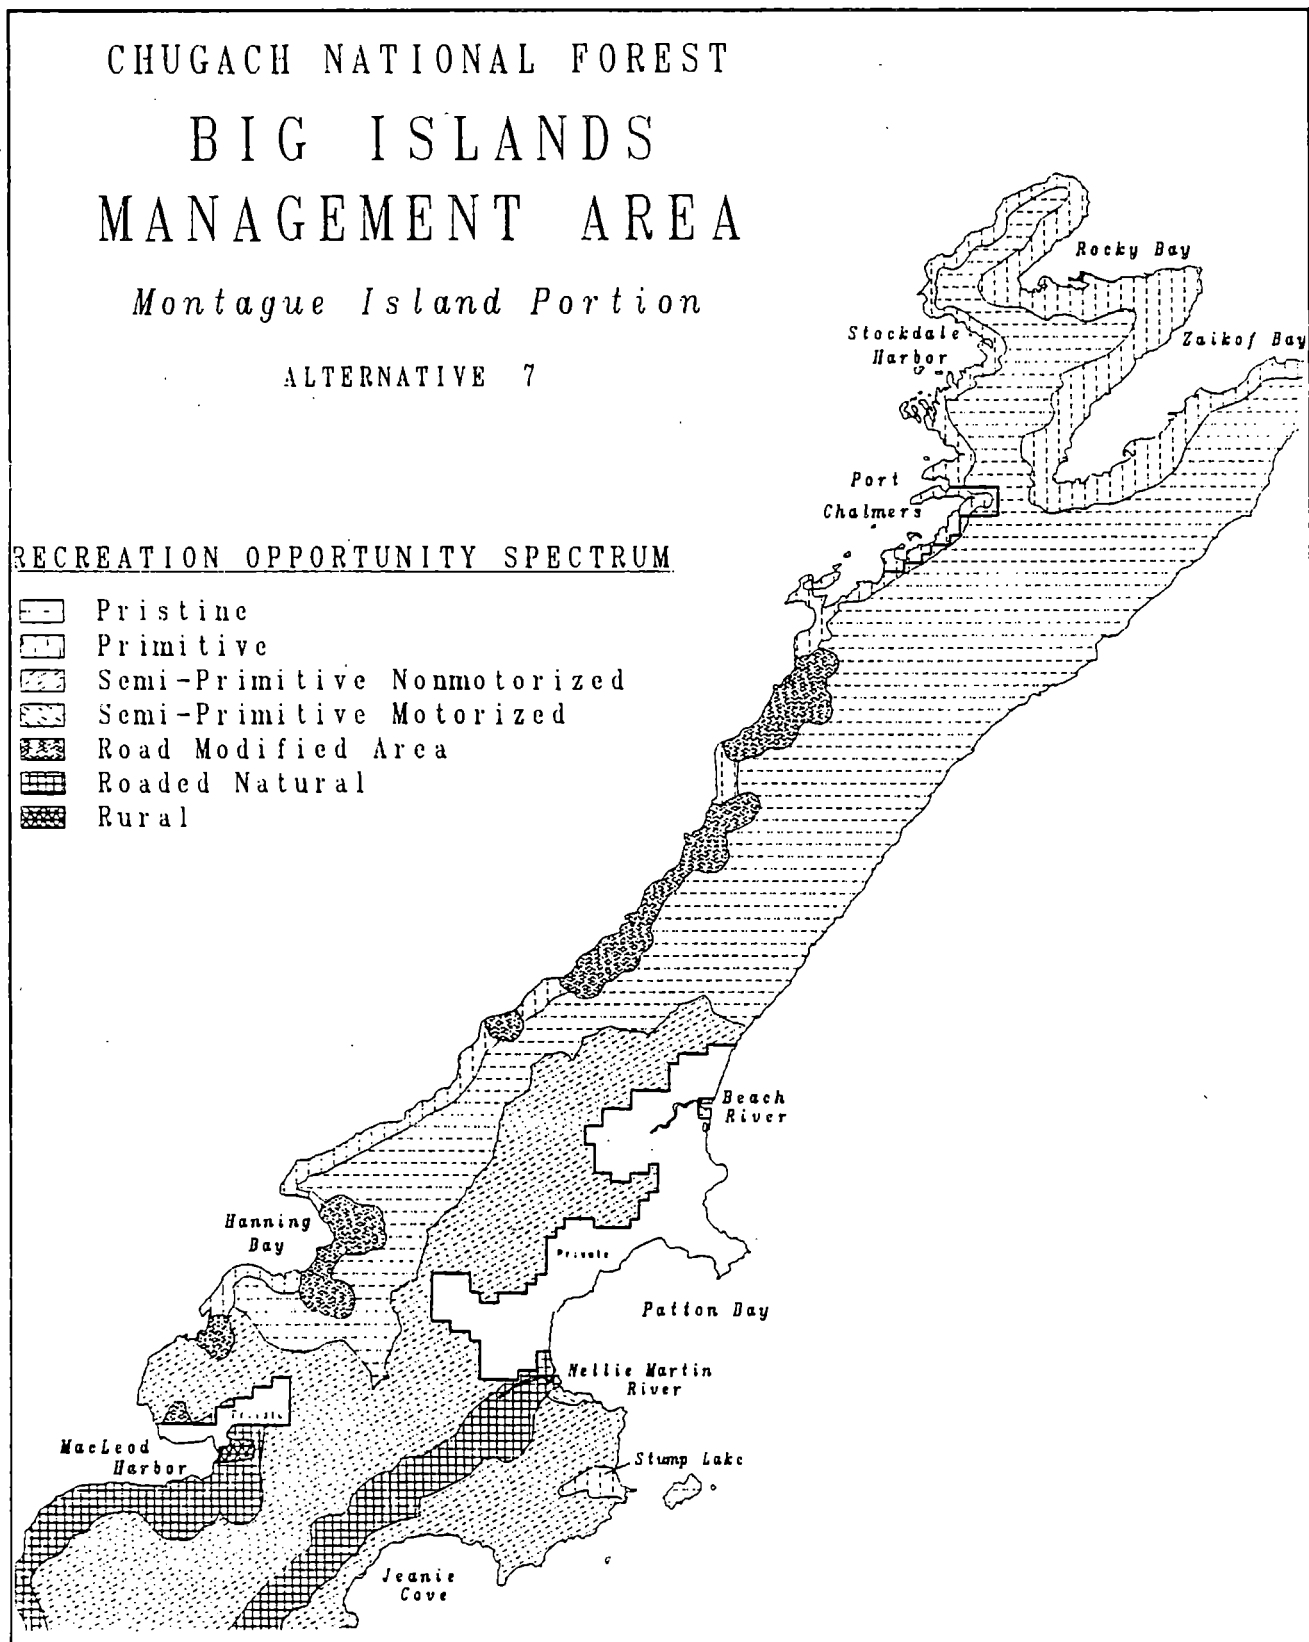 CHUGACH NATIONAL FOREST
BIG ISLANDS
MANAGEMENT AREA
Montague Island Portion
ALTERNATIVE 7
Rocky Bay
Stockdale
Harbor
Zaikof Bay
Port
Chalmers
RECREATION OPPORTUNITY SPECTRUM
Pristine
Primitive
Semi-Primitive Nonmotorized
Semi-Primitive Motorized
Road Modified Area
Roaded Natural
Rural
Beach
River
Hanning
Bay
Private
Patton Bay
Nellie Martin
River
Private
MacLeod
Harbor
Stump Lake
Jeanie
Cove